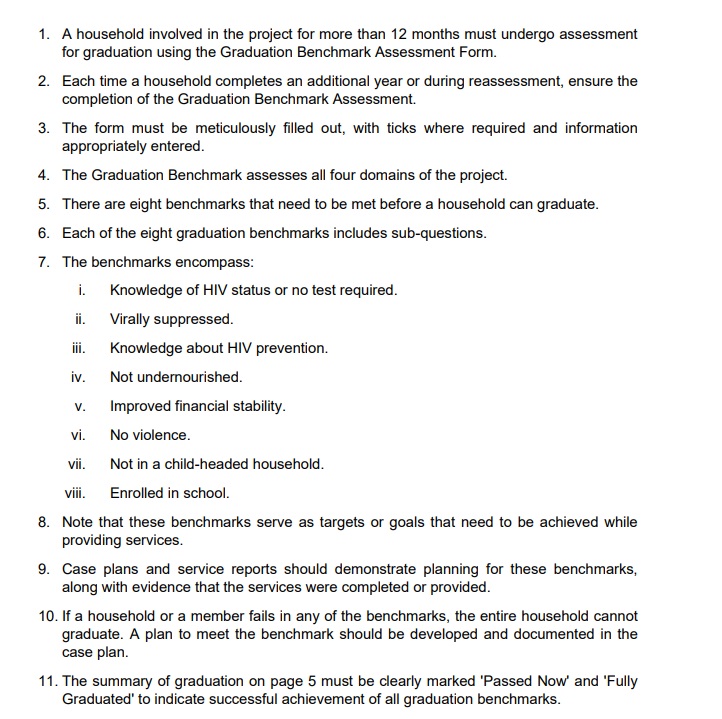 1. A household involved in the project for more than 12 months must undergo assessment
for graduation using the Graduation Benchmark Assessment Form.
2. Each time a household completes an additional year or during reassessment, ensure the
completion of the Graduation Benchmark Assessment.
3. The form must be meticulously filled out, with ticks where required and information
appropriately entered.
4. The Graduation Benchmark assesses all four domains of the project.
5. There are eight benchmarks that need to be met before a household can graduate.
6. Each of the eight graduation benchmarks includes sub-questions.
7. The benchmarks encompass:
i. Knowledge of HIV status or no test required.
ii. Virally suppressed.
iii. Knowledge about HIV prevention.
iv. Not undernourished.
v. Improved financial stability.
vi. No violence.
vii. Not in a child-headed household.
viii. Enrolled in school.
8. Note that these benchmarks serve as targets or goals that need to be achieved while
providing services.
9. Case plans and service reports should demonstrate planning for these benchmarks,
along with evidence that the services were completed or provided.
10. If a household or a member fails in any of the benchmarks, the entire household cannot
graduate. A plan to meet the benchmark should be developed and documented in the
case plan.
11. The summary of graduation on page 5 must be clearly marked 'Passed Now' and 'Fully
Graduated' to indicate successful achievement of all graduation benchmarks.